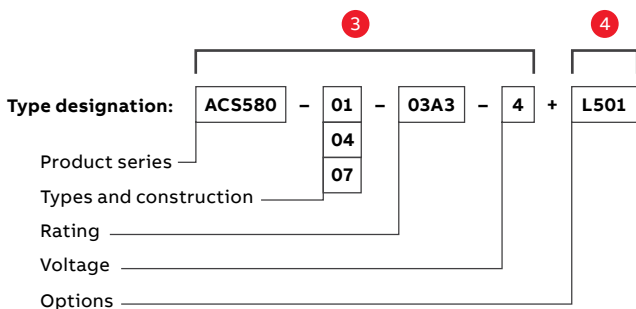 3 4
Type designation: ACS580 – 01 – 03A3 – 4 + L501
04
Product series
07
Types and construction
Rating
Voltage
Options